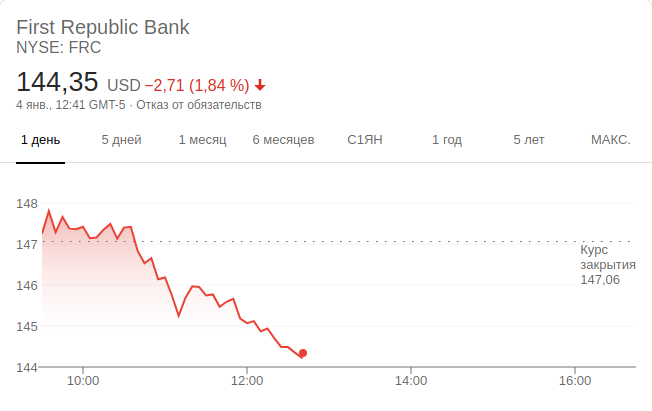 First Republic Bank
NYSE: FRC
144,35 USD −2,71 (1,84 %)
4 янв., 12:41 GMT-5 · Отказ от обязательств
1 день 5 дней 1 месяц 6 месяцев С1ЯН 1 год 5 лет МАКС.
148
147
146
145
144
Курс
закрытия
147,06
10:00 12:00 14:00 16:00